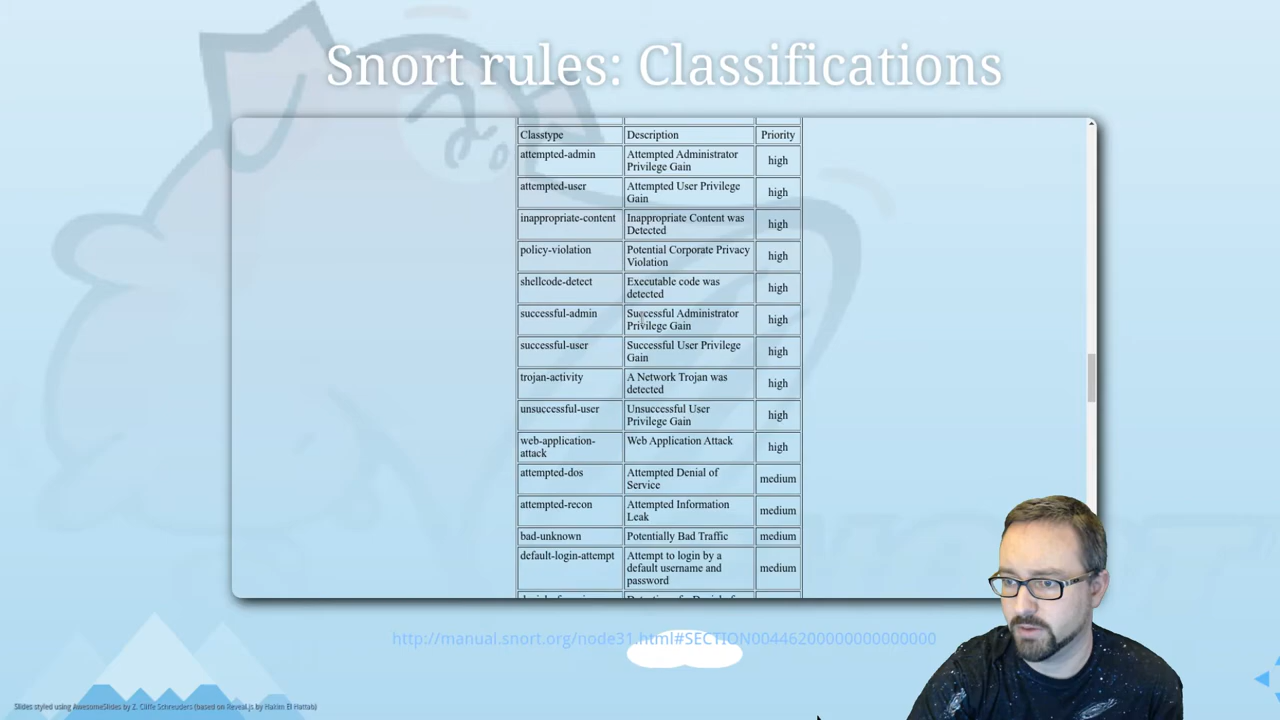 Snort rules: Classifications
Classtype Description Priority
attempted-admin Attempted Administrator Privilege Gain high
attempted-user Attempted User Privilege Gain high
inappropriate-content Inappropriate Content was Detected high
policy-violation Potential Corporate Privacy Violation high
shellcode-detect Executable code was detected high
successful-admin Successful Administrator Privilege Gain high
successful-user Successful User Privilege Gain high
trojan-activity A Network Trojan was detected high
unsuccessful-user Unsuccessful User Privilege Gain high
web-application-attack Web Application Attack high
attempted-dos Attempted Denial of Service medium
attempted-recon Attempted Information Leak medium
bad-unknown Potentially Bad Traffic medium
default-login-attempt Attempt to login by a default username and password medium
http://manual.snort.org/node31.html#SECTION00446200000000000000
Slides styled using AwesomeSlides by Z. Cliffe Schreuders (based on Reveal.js by Hakim El Hattab)